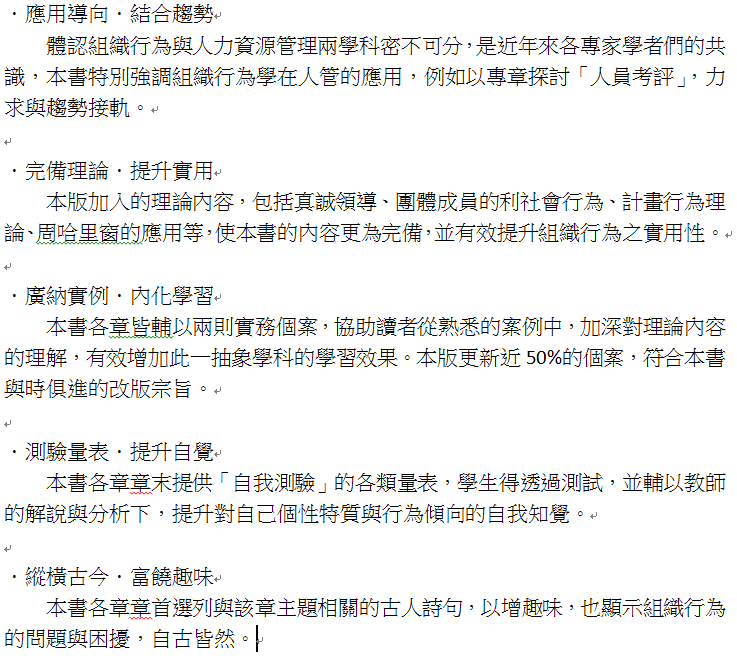 ．應用導向．結合趨勢
體認組織行為與人力資源管理兩學科密不可分，是近年來各專家學者們的共
識，本書特別強調組織行為學在人管的應用，例如以專章探討「人員考評」，力
求與趨勢接軌。
．完備理論．提升實用
本版加入的理論內容，包括真誠領導、團體成員的利社會行為、計畫行為理
論、周哈里窗的應用等，使本書的內容更為完備，並有效提升組織行為之實用性。
．廣納實例．內化學習
本書各章皆輔以兩則實務個案，協助讀者從熟悉的案例中，加深對理論內容
的理解，有效增加此一抽象學科的學習效果。本版更新近 50%的個案，符合本書
與時俱進的改版宗旨。
．測驗量表．提升自覺
本書各章章末提供「自我測驗」的各類量表，學生得透過測試，並輔以教師
的解說與分析下，提升對自己個性特質與行為傾向的自我知覺。
．縱橫古今．富饒趣味
本書各章章首選列與該章主題相關的古人詩句，以增趣味，也顯示組織行為
的問題與困擾，自古皆然。